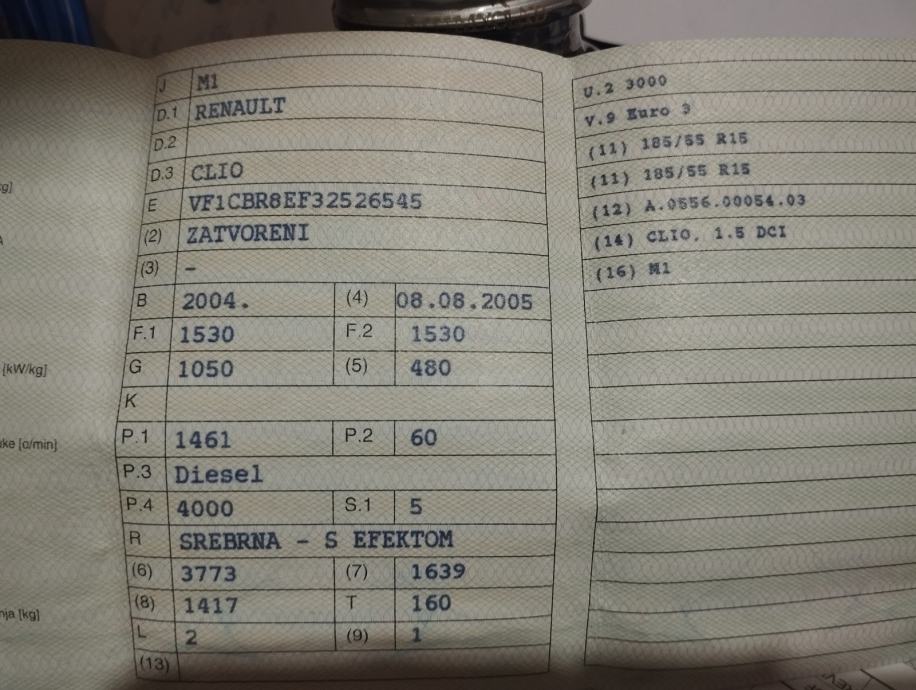 g]
[kW/kg]
ke [o/min]
nja [kg]
J M1
D.1 RENAULT
D.2
D.3 CLIO
E VF1CBR8EF32526545
(2) ZATVORENI
(3) -
B 2004. (4) 08.08.2005
F.1 1530 F.2 1530
G 1050 (5) 480
K
P.1 1461 P.2 60
P.3 Diesel
P.4 4000 S.1 5
R SREBRNA - S EFEKTOM
(6) 3773 (7) 1639
(8) 1417 T 160
L 2 (9) 1
(13)
U.2 3000
V.9 Euro 3
(11) 185/55 R15
(11) 185/55 R15
(12) A.0556.00054.03
(14) CLIO, 1.5 DCI
(16) M1